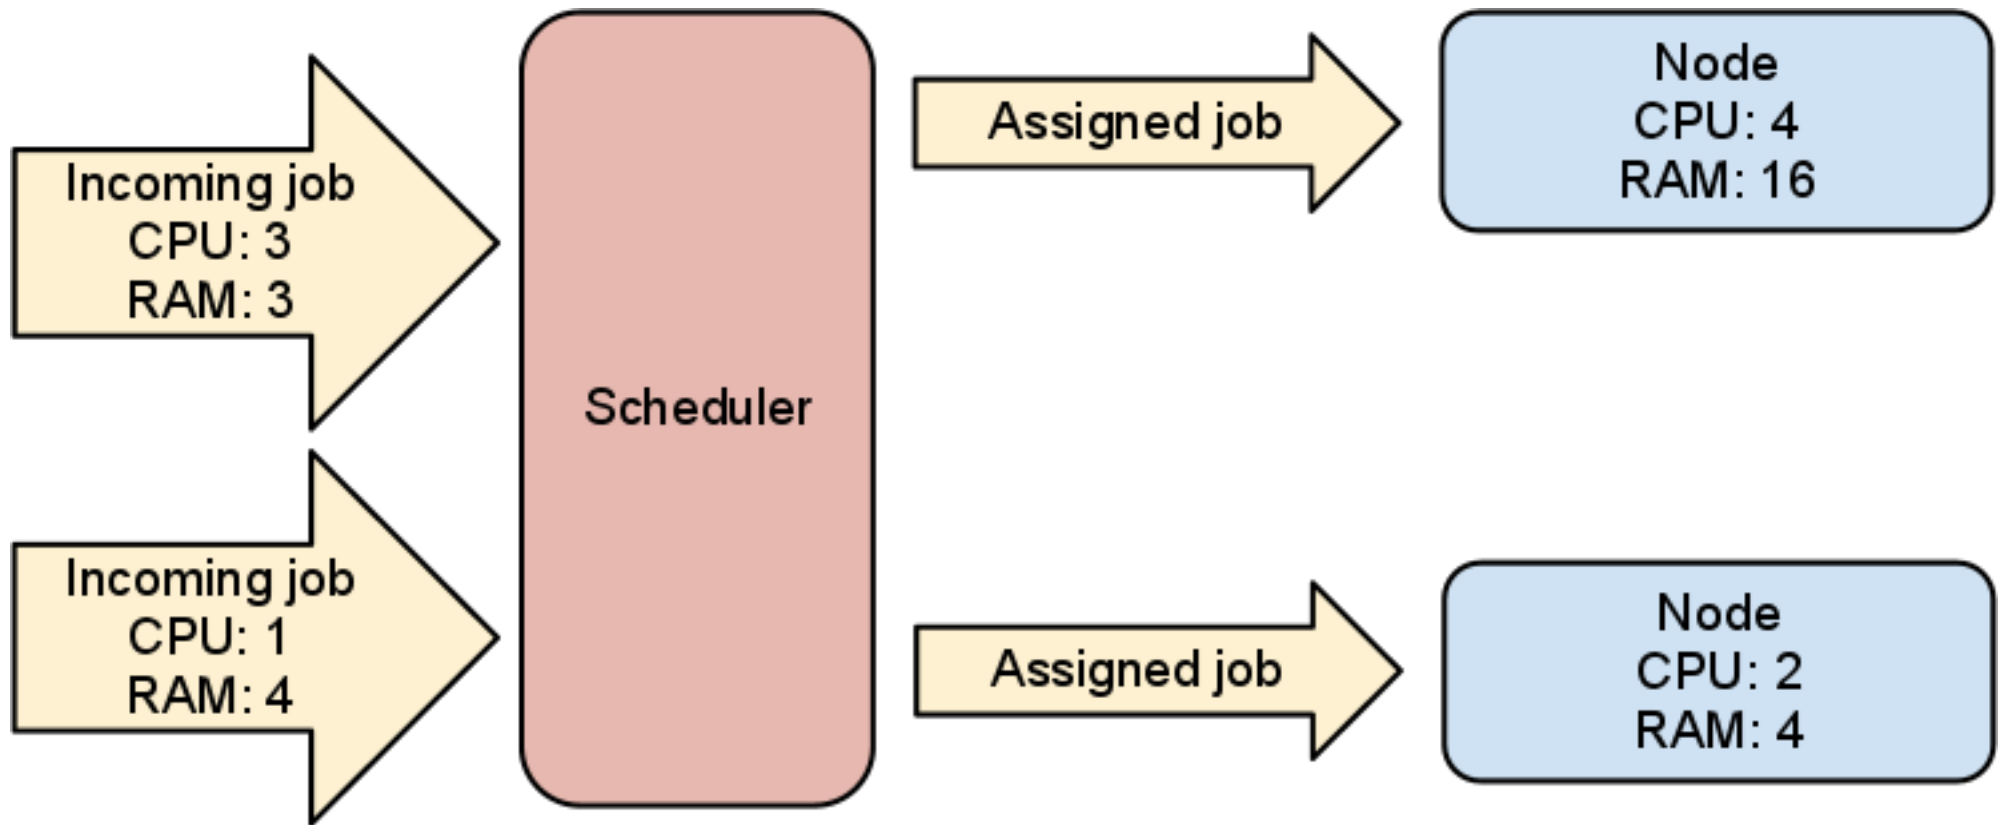 Incoming job
CPU: 3
RAM: 3
Incoming job
CPU: 1
RAM: 4
Scheduler
Assigned job
Assigned job
Node
CPU: 4
RAM: 16
Node
CPU: 2
RAM: 4